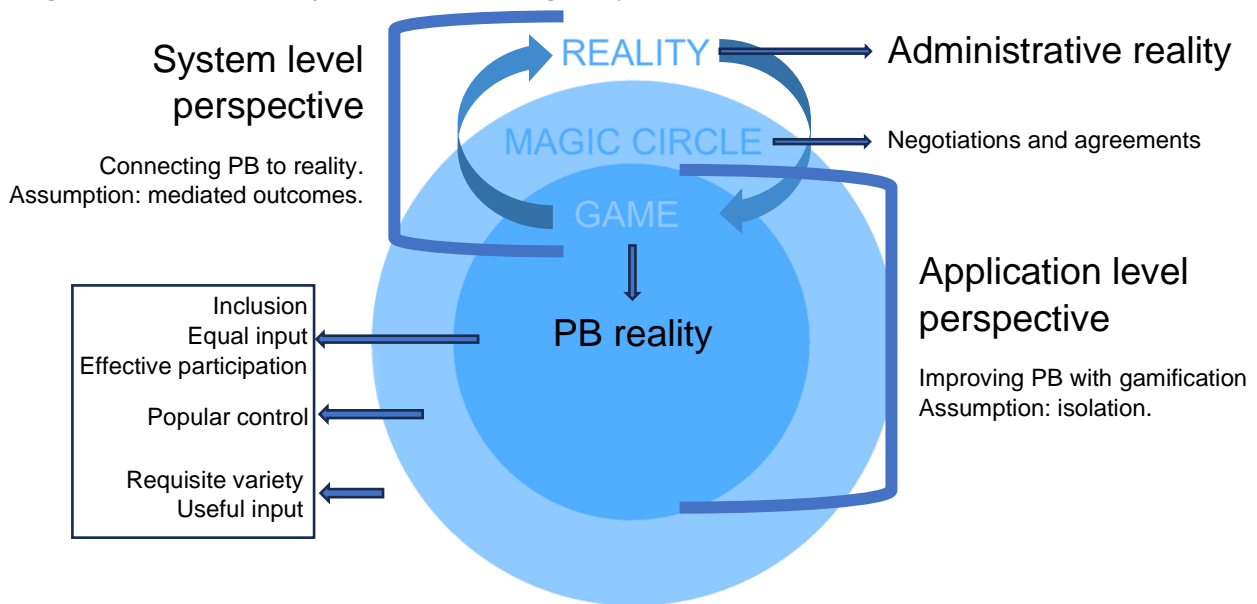 System level
perspective
Connecting PB to reality.
Assumption: mediated outcomes.
REALITY
Administrative reality
MAGIC CIRCLE
Negotiations and agreements
GAME
PB reality
Application level
perspective
Improving PB with gamification
Assumption: isolation.
Inclusion
Equal input
Effective participation
Popular control
Requisite variety
Useful input